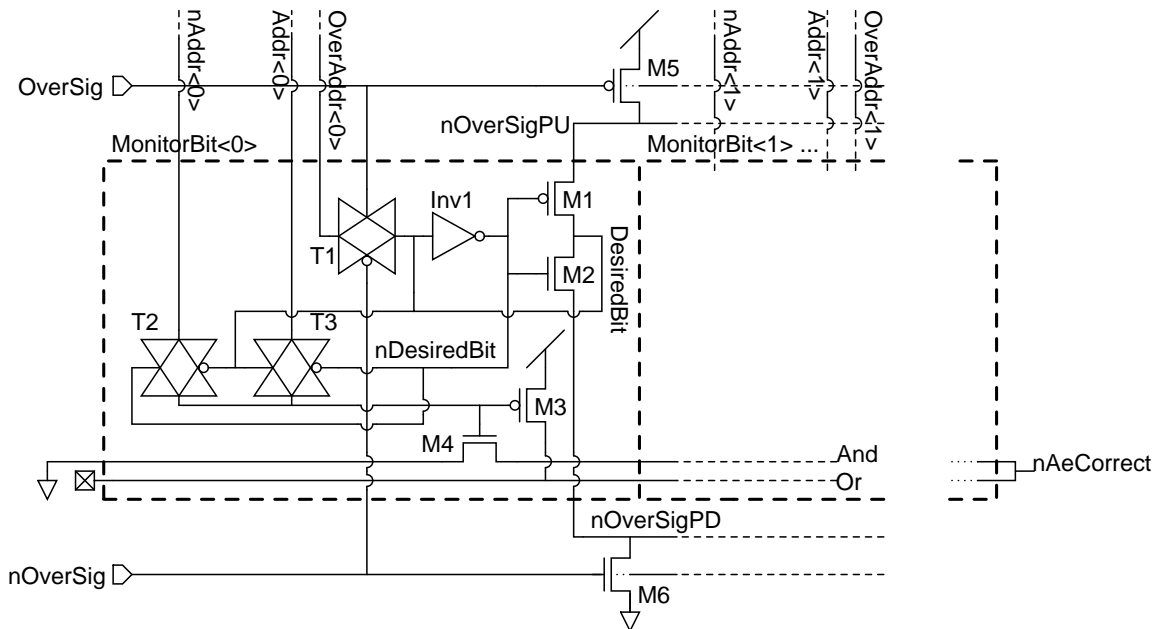 nAddr<0>
Addr<0>
OverAddr<0>
nAddr<1>
Addr<1>
OverAddr<1>
OverSig
M5
nOverSigPU
MonitorBit<0>
MonitorBit<1> ...
Inv1
M1
T1
M2
DesiredBit
T2
T3
nDesiredBit
M3
M4
And
Or
nAeCorrect
nOverSigPD
nOverSig
M6